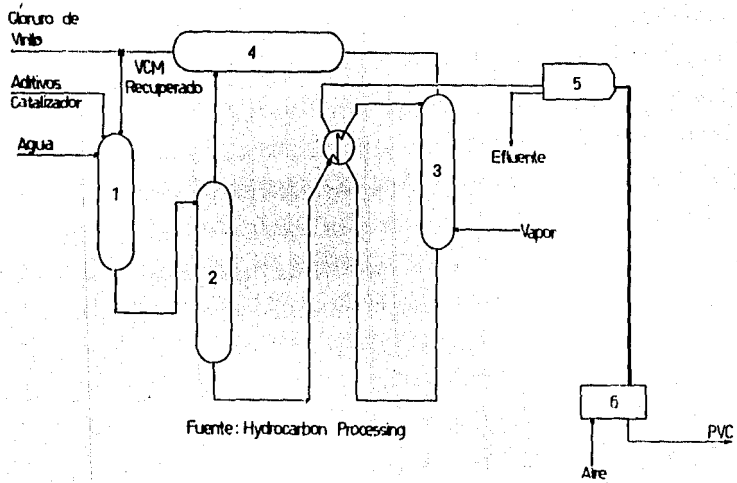 Cloruro de
Vinilo
4
VCM
Recuperado
Aditivos
Catalizador
Agua
1
2
3
5
Efluente
Vapor
6
PVC
Aire
Fuente: Hydrocarbon Processing